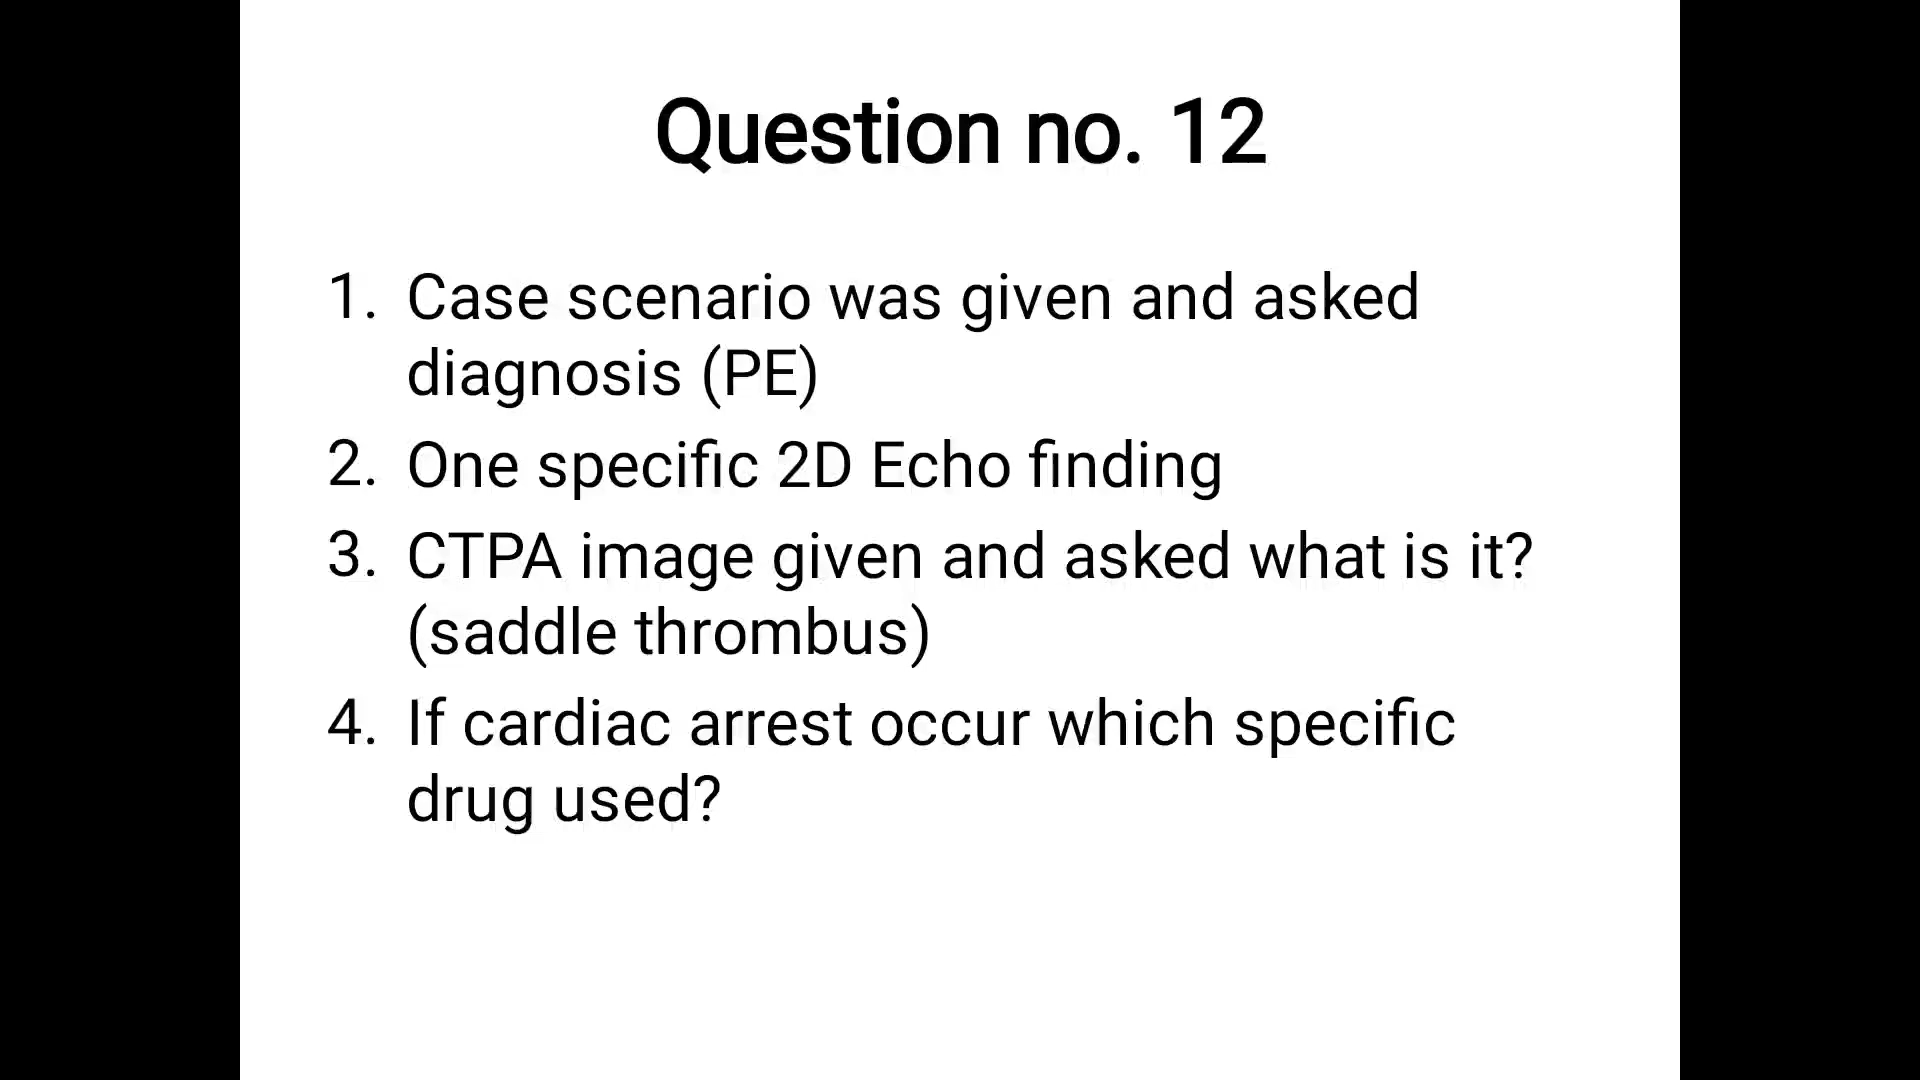 Question no. 12
1. Case scenario was given and asked
diagnosis (PE)
2. One specific 2D Echo finding
3. CTPA image given and asked what is it?
(saddle thrombus)
4. If cardiac arrest occur which specific
drug used?